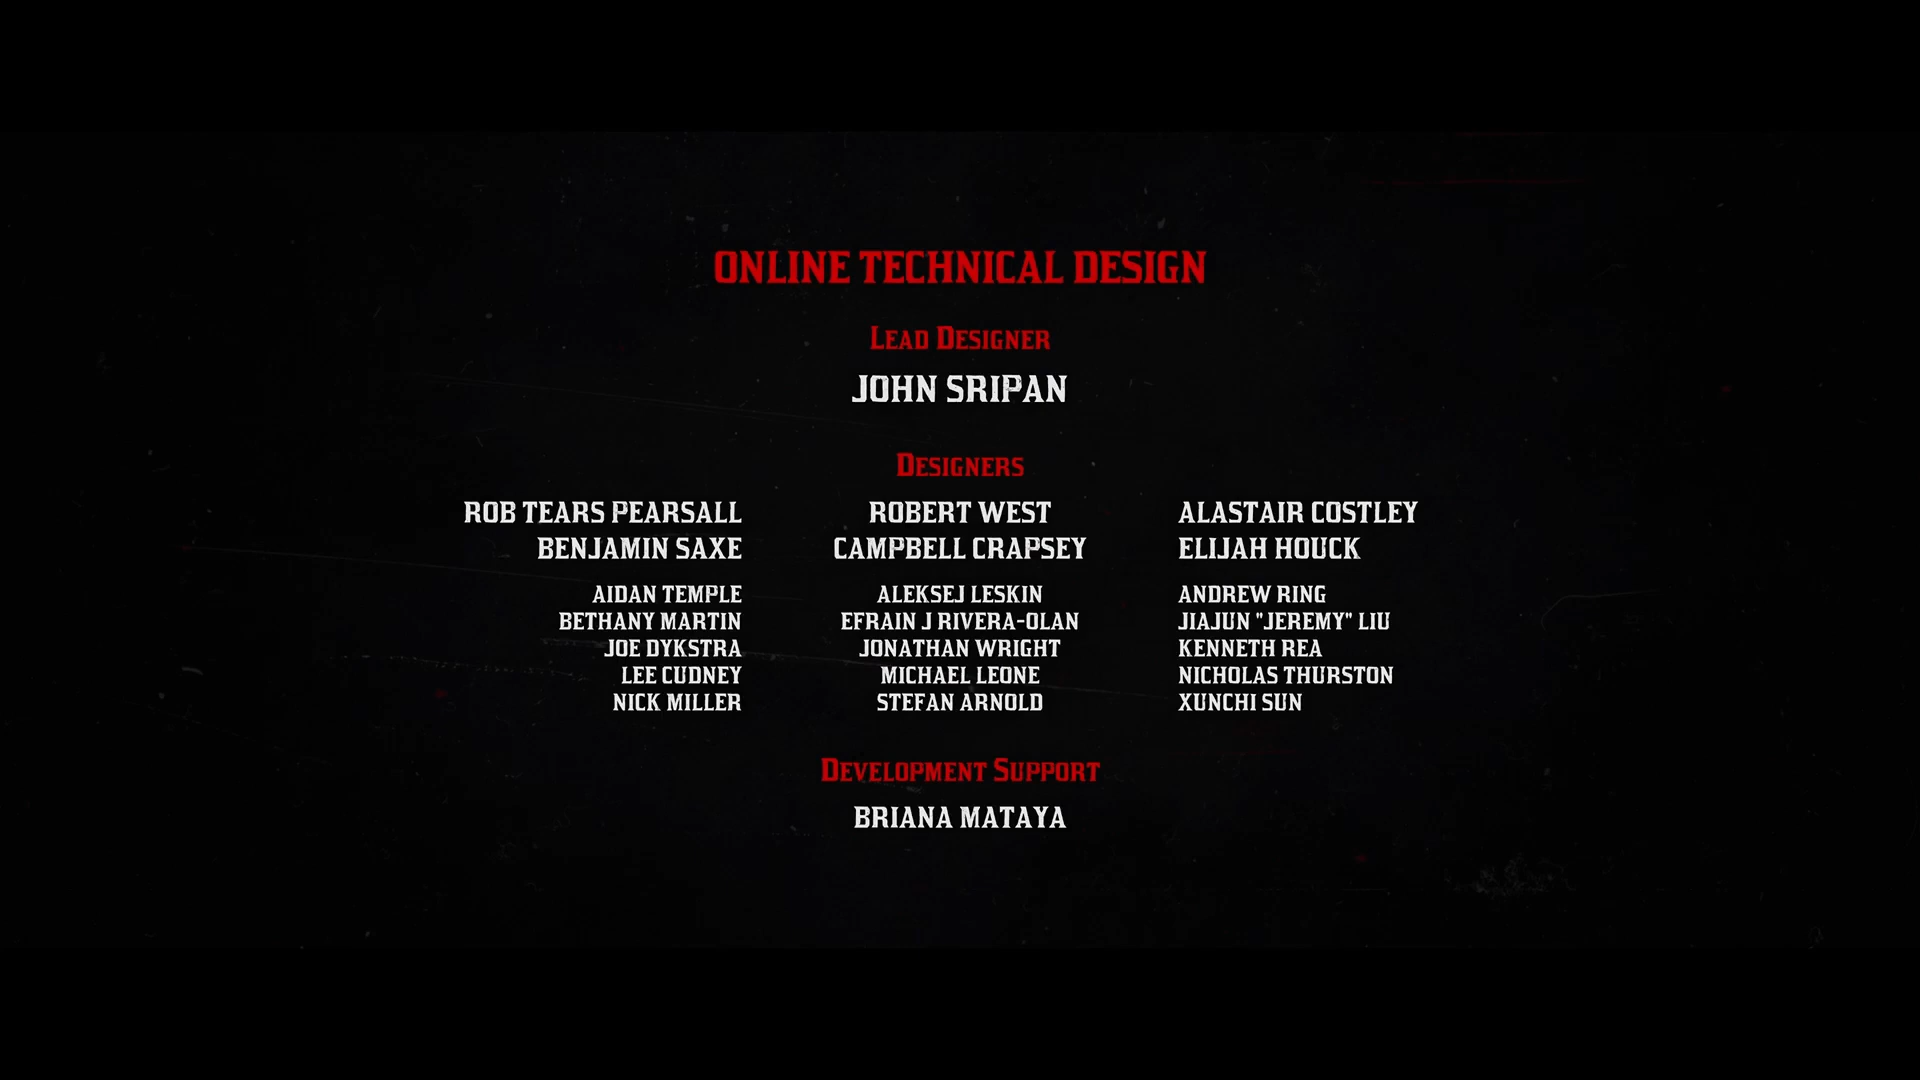 ONLINE TECHNICAL DESIGN
LEAD DESIGNER
JOHN SRIPAN
DESIGNERS
ROB TEARS PEARSALL ROBERT WEST ALASTAIR COSTLEY
BENJAMIN SAXE CAMPBELL CRAPSEY ELIJAH HOUCK
AIDAN TEMPLE ALEKSEJ LESKIN ANDREW RING
BETHANY MARTIN EFRAIN J RIVERA-OLAN JIAJUN "JEREMY" LIU
JOE DYKSTRA JONATHAN WRIGHT KENNETH REA
LEE CUDNEY MICHAEL LEONE NICHOLAS THURSTON
NICK MILLER STEFAN ARNOLD XUNCHI SUN
DEVELOPMENT SUPPORT
BRIANA MATAYA